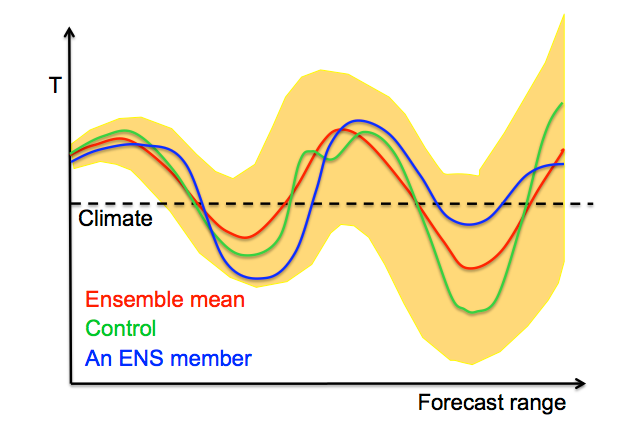 T
Climate
Ensemble mean
Control
An ENS member
Forecast range